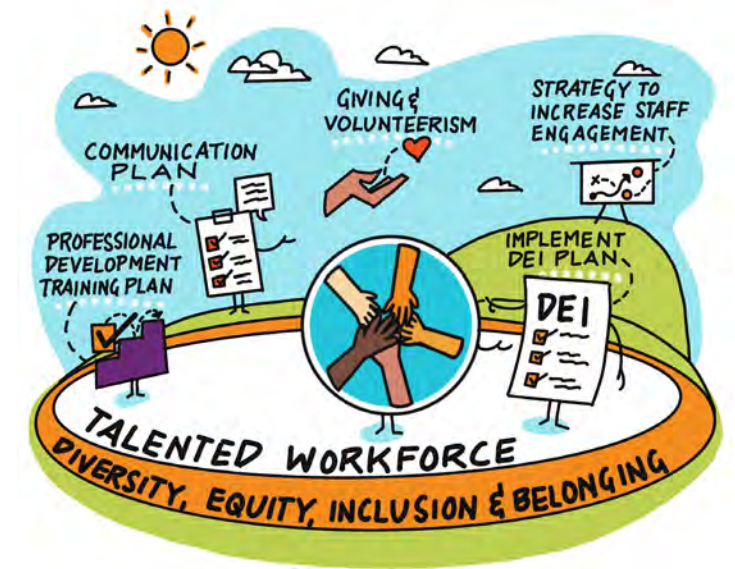 GIVING &
VOLUNTEERISM
STRATEGY TO
INCREASE STAFF
ENGAGEMENT
COMMUNICATION
PLAN
PROFESSIONAL
DEVELOPMENT
TRAINING PLAN
IMPLEMENT
DEI PLAN
DEI
TALENTED WORKFORCE
DIVERSITY, EQUITY, INCLUSION & BELONGING